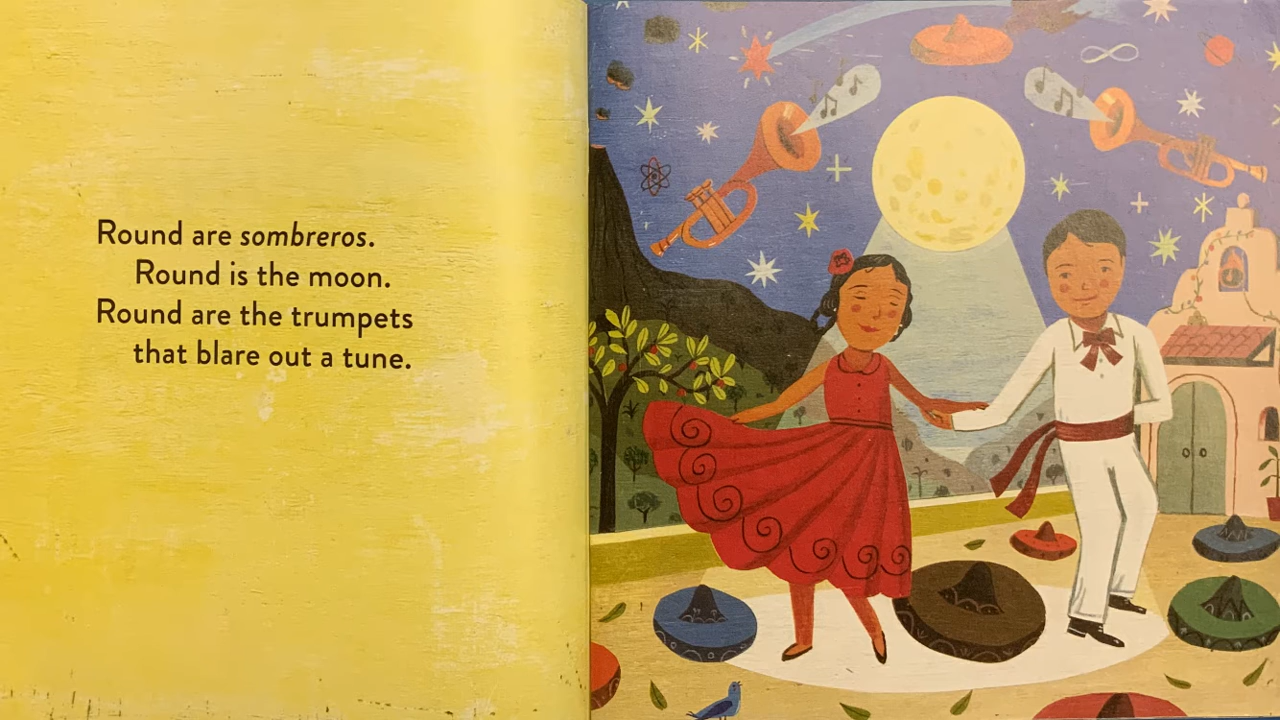 Round are sombreros.
Round is the moon.
Round are the trumpets
that blare out a tune.